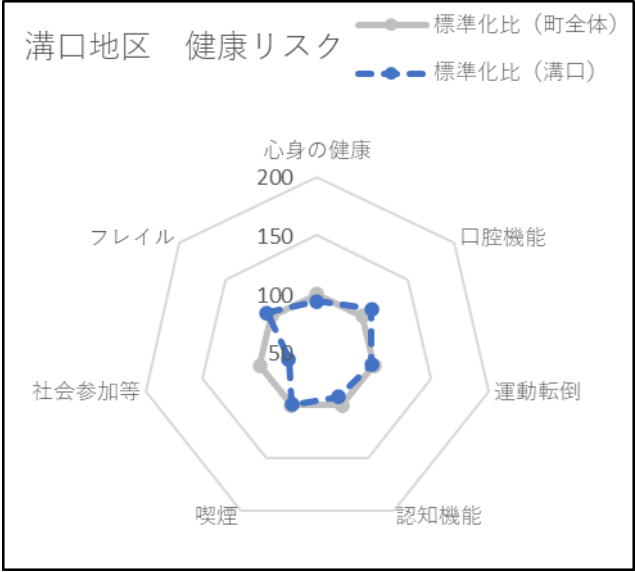 溝口地区　健康リスク
標準化比（町全体）
標準化比（溝口）
心身の健康
200
150
100
50
口腔機能
運動転倒
認知機能
喫煙
社会参加等
フレイル